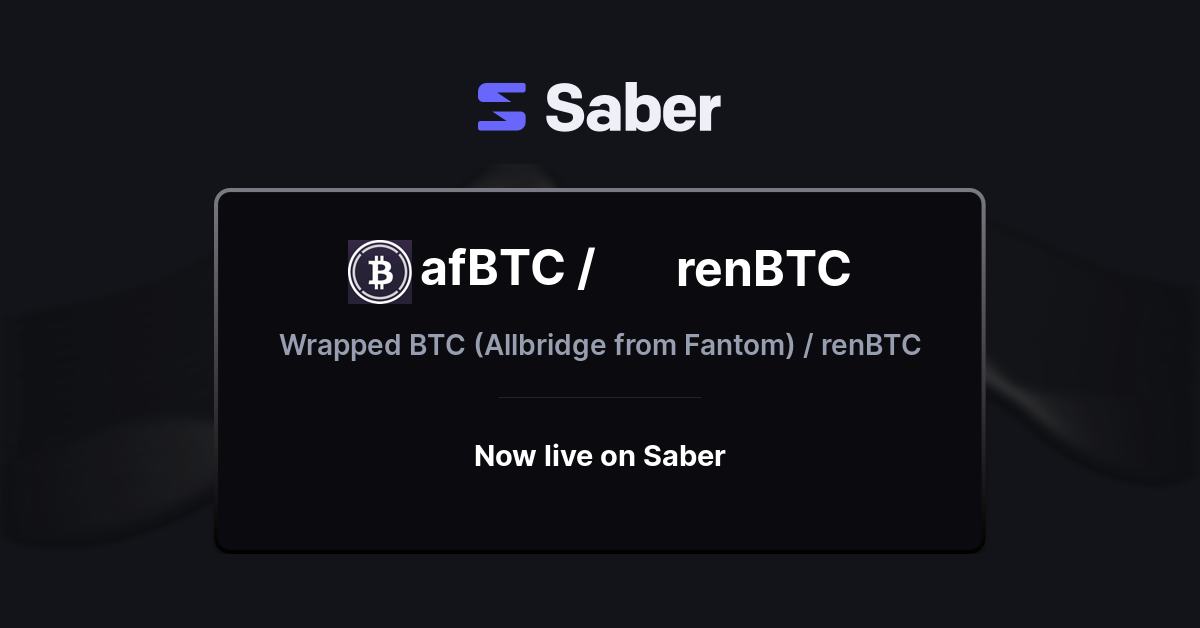 Saber
afBTC / renBTC
Wrapped BTC (Allbridge from Fantom) / renBTC
Now live on Saber